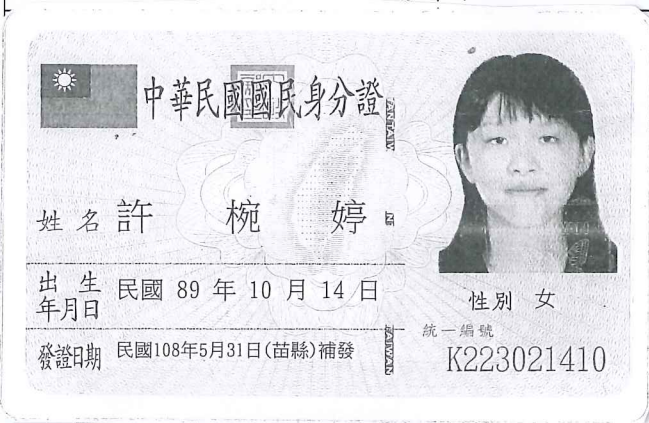 中華民國國民身分證
姓名 許 椀 婷
出生年月日 民國 89 年 10 月 14 日
性別 女
統一編號
K223021410
發證日期 民國108年5月31日(苗縣)補發
TAIWAN